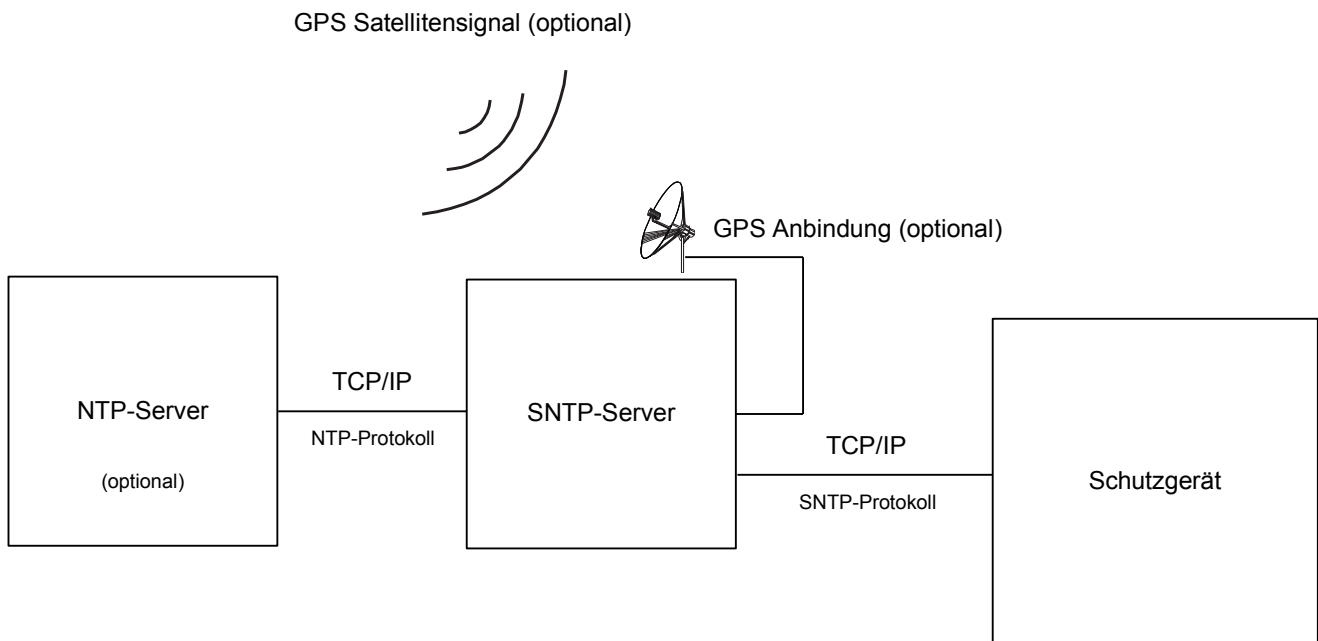 GPS Satellitensignal (optional)
GPS Anbindung (optional)
NTP-Server
(optional)
TCP/IP
NTP-Protokoll
SNTP-Server
TCP/IP
SNTP-Protokoll
Schutzgerät